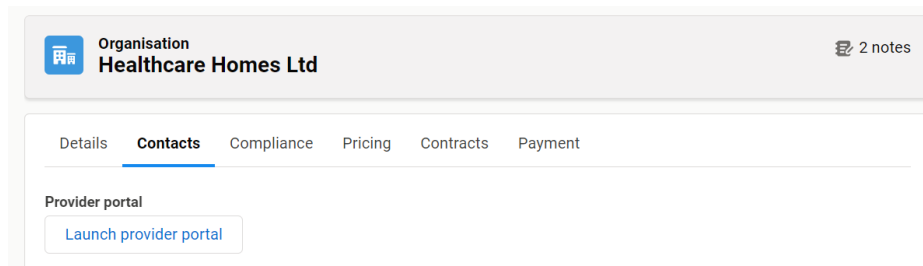 Organisation
Healthcare Homes Ltd
2 notes
Details Contacts Compliance Pricing Contracts Payment
Provider portal
Launch provider portal